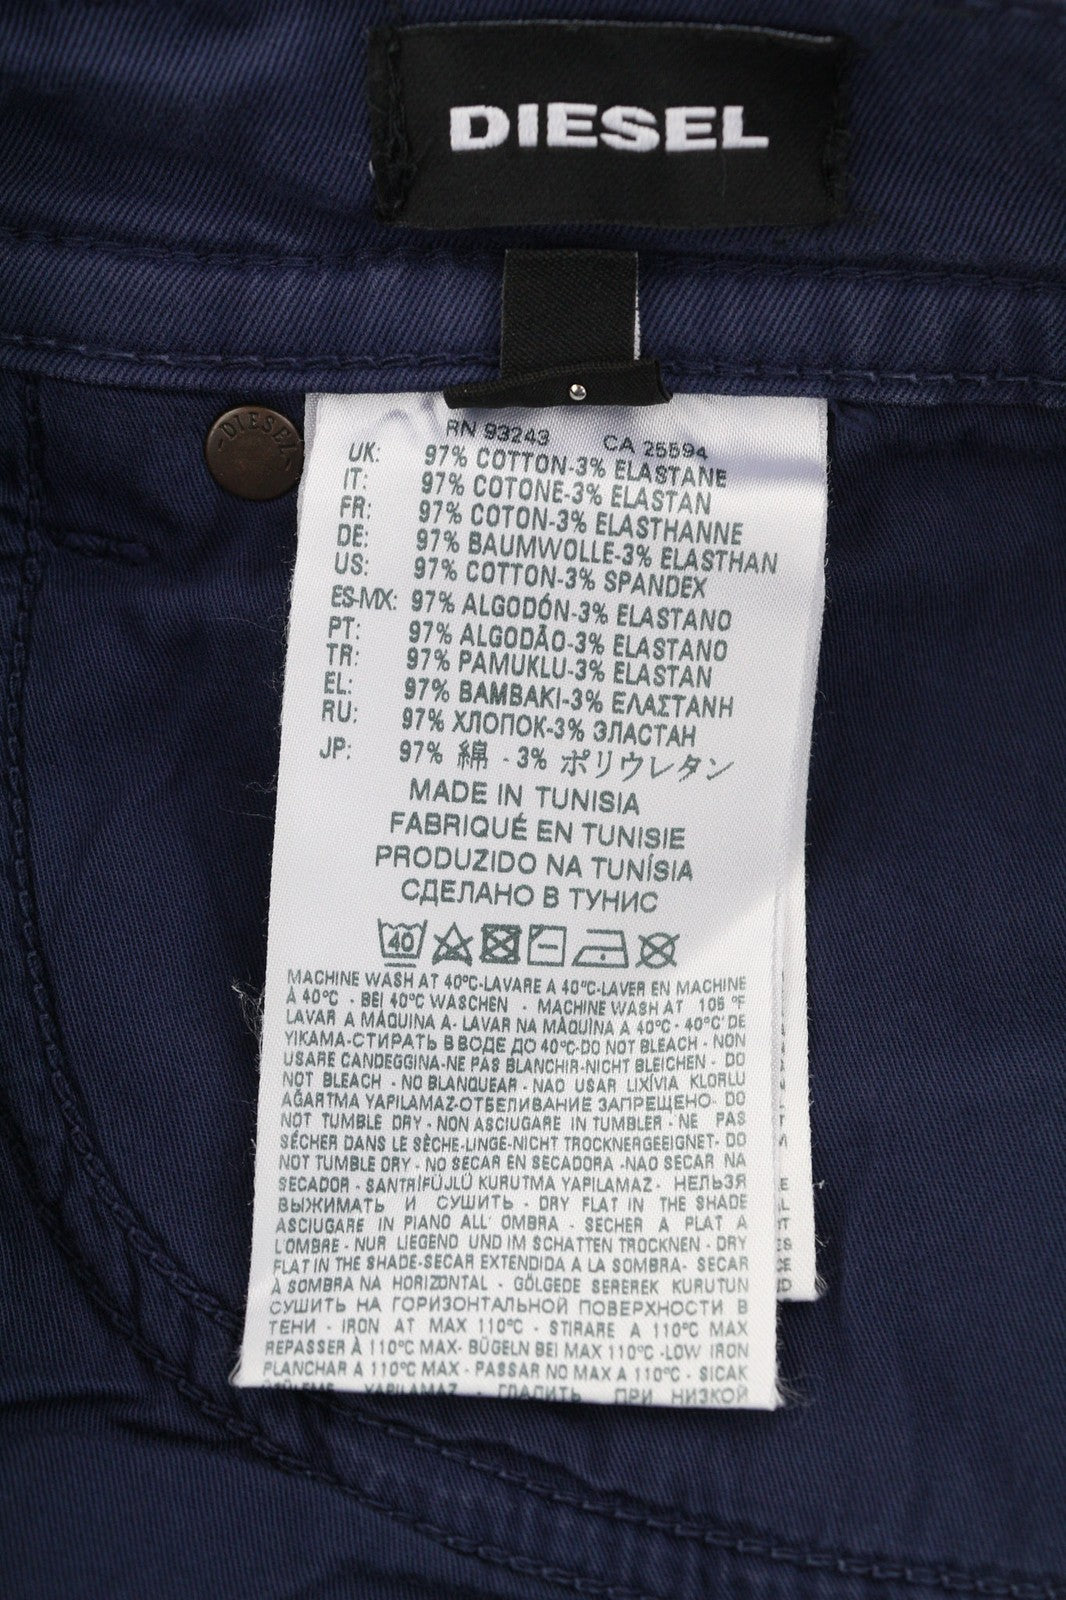 DIESEL
DIESEL
RN 93243 CA 25594
UK: 97% COTTON-3% ELASTANE
IT: 97% COTONE-3% ELASTAN
FR: 97% COTON-3% ELASTHANNE
DE: 97% BAUMWOLLE-3% ELASTHAN
US: 97% COTTON-3% SPANDEX
ES-MX: 97% ALGODÓN-3% ELASTANO
PT: 97% ALGODÃO-3% ELASTANO
TR: 97% PAMUKLU-3% ELASTAN
EL: 97% ΒΑΜΒΑΚΙ-3% ΕΛΑΣΤΑΝΗ
RU: 97% ХЛОПОК-3% ЭЛАСТАН
JP: 97% 綿 - 3% ポリウレタン
MADE IN TUNISIA
FABRIQUÉ EN TUNISIE
PRODUZIDO NA TUNÍSIA
СДЕЛАНО В ТУНИС
40
MACHINE WASH AT 40°C-LAVARE A 40°C-LAVER EN MACHINE
À 40°C - BEI 40°C WASCHEN - MACHINE WASH AT 105 °F
LAVAR A MÁQUINA A- LAVAR NA MÁQUINA A 40°C - 40°C'DE
YIKAMA-СТИРАТЬ В ВОДЕ ДО 40°C-DO NOT BLEACH - NON
USARE CANDEGGINA-NE PAS BLANCHIR-NICHT BLEICHEN - DO
NOT BLEACH - NO BLANQUEAR - NAO USAR LIXÍVIA KLORLU
AĞARTMA YAPILAMAZ-ОТБЕЛИВАНИЕ ЗАПРЕЩЕНО- DO
NOT TUMBLE DRY - NON ASCIUGARE IN TUMBLER - NE PAS
SÉCHER DANS LE SÈCHE-LINGE-NICHT TROCKNERGEEIGNET- DO
NOT TUMBLE DRY - NO SECAR EN SECADORA -NAO SECAR NA
SECADOR - SANTRİFÜJLÜ KURUTMA YAPILAMAZ - НЕЛЬЗЯ
ВЫЖИМАТЬ И СУШИТЬ - DRY FLAT IN THE SHADE
ASCIUGARE IN PIANO ALL' OMBRA - SECHER A PLAT A
L'OMBRE - NUR LIEGEND UND IM SCHATTEN TROCKNEN - DRY
FLAT IN THE SHADE-SECAR EXTENDIDA A LA SOMBRA- SECAR
À SOMBRA NA HORIZONTAL - GÖLGEDE SEREREK KURUTUN
СУШИТЬ НА ГОРИЗОНТАЛЬНОЙ ПОВЕРХНОСТИ В
ТЕНИ - IRON AT MAX 110°C - STIRARE A 110°C MAX
REPASSER À 110°C MAX- BÜGELN BEI MAX 110°C -LOW IRON
PLANCHAR A 110°C MAX - PASSAR NO MAX A 110°C - SICAK
YAPILAMAZ - ГЛАДИТЬ ПРИ НИЗКОЙ